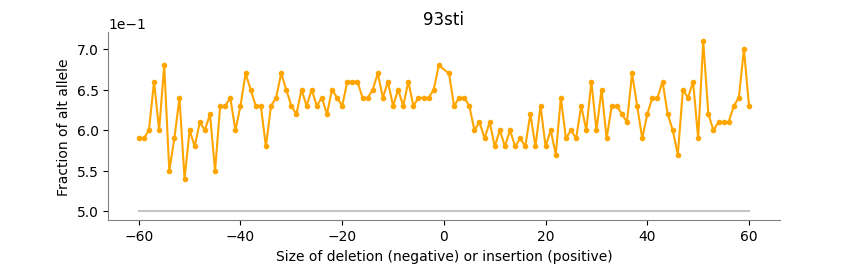 93sti
1e−1
7.0
6.5
6.0
5.5
5.0
Fraction of alt allele
−60 −40 −20 0 20 40 60
Size of deletion (negative) or insertion (positive)